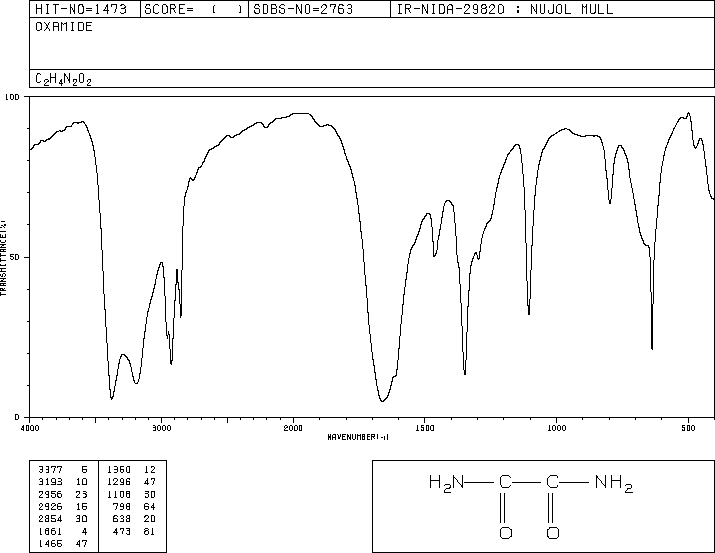 HIT-NO=1473 SCORE= ( ) SDBS-NO=2763 IR-NIDA-29820 : NUJOL MULL
OXAMIDE
C2H4N2O2
100
TRANSMITTANCE(%)
50
0
4000 3000 2000 1500 1000 500
WAVENUMBER(-1)
3377 6 1350 12
3193 10 1296 47
2956 23 1108 30
2926 16 798 64
2854 30 638 20
1661 4 473 81
1466 47
H2N C C NH2
O O